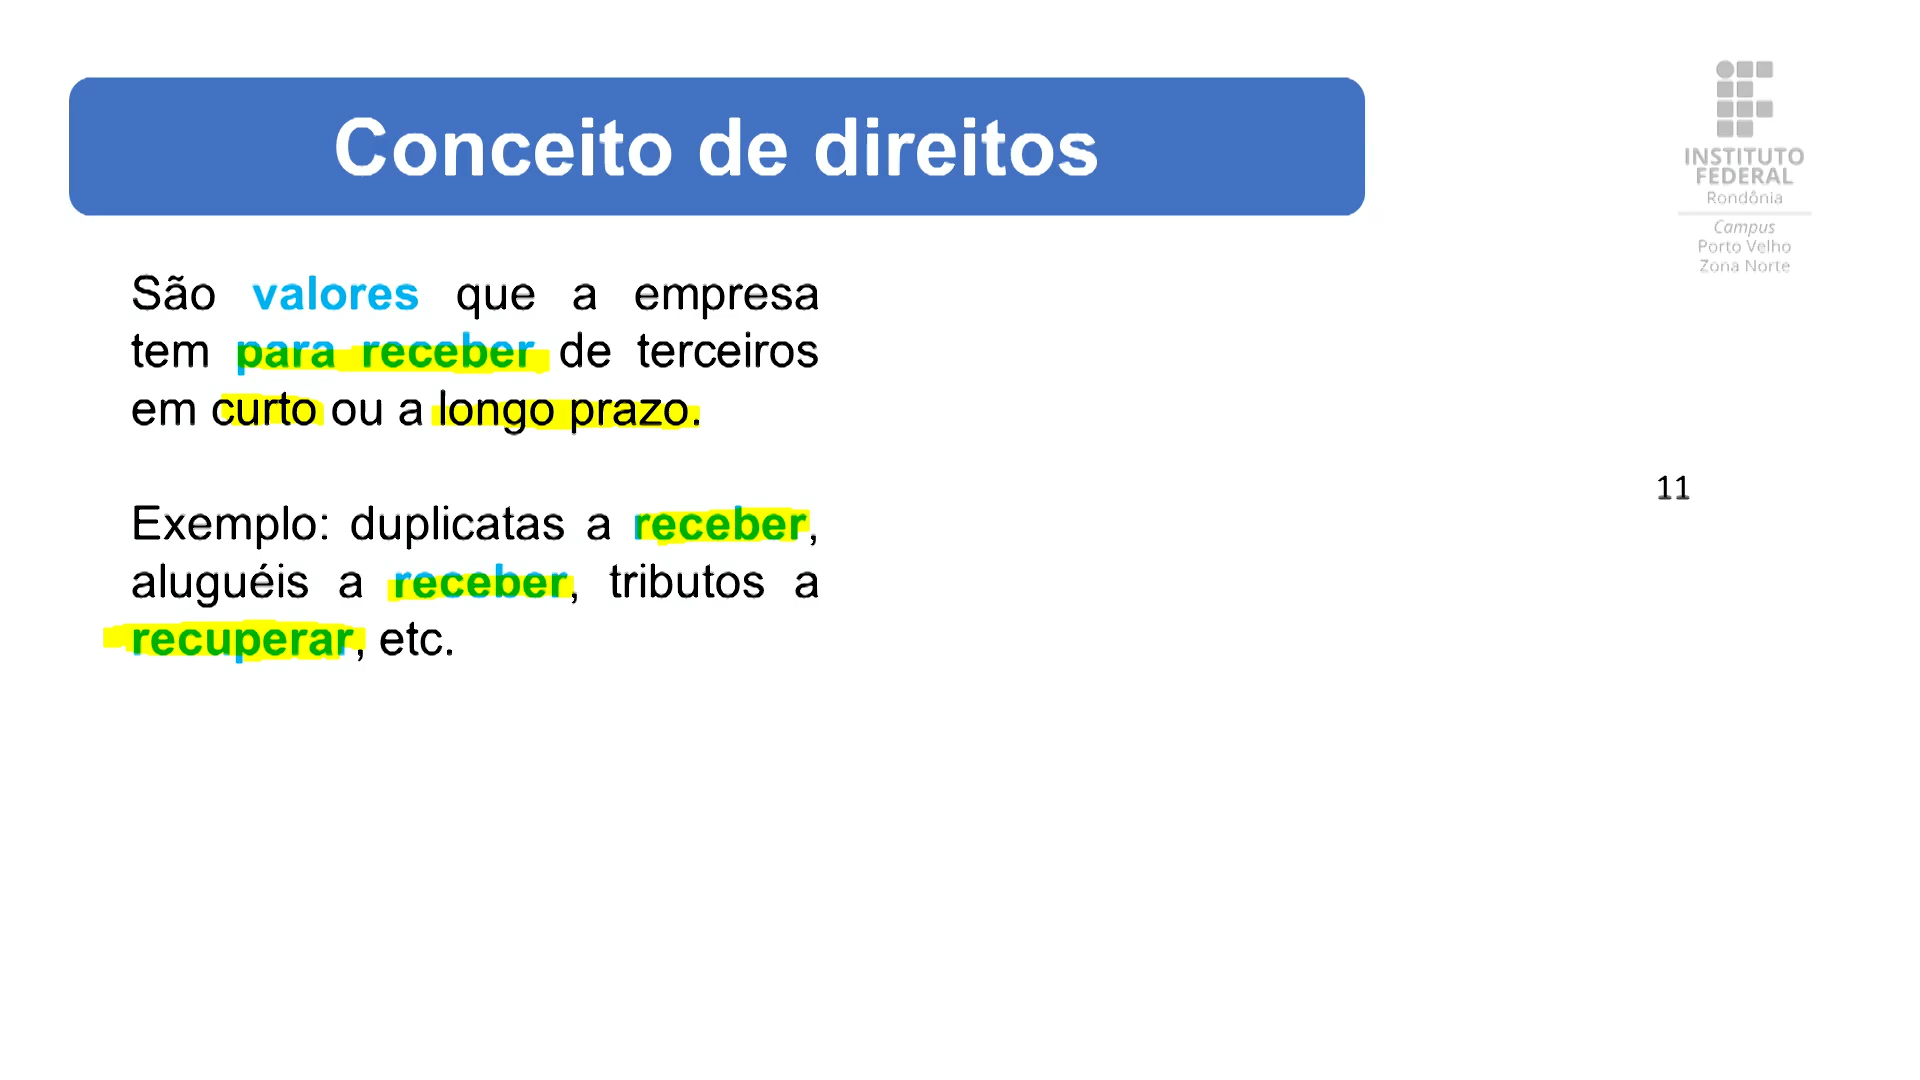 Conceito de direitos
INSTITUTO
FEDERAL
Rondônia
Campus
Porto Velho
Zona Norte
São valores que a empresa
tem para receber de terceiros
em curto ou a longo prazo.
11
Exemplo: duplicatas a receber,
aluguéis a receber, tributos a
recuperar, etc.